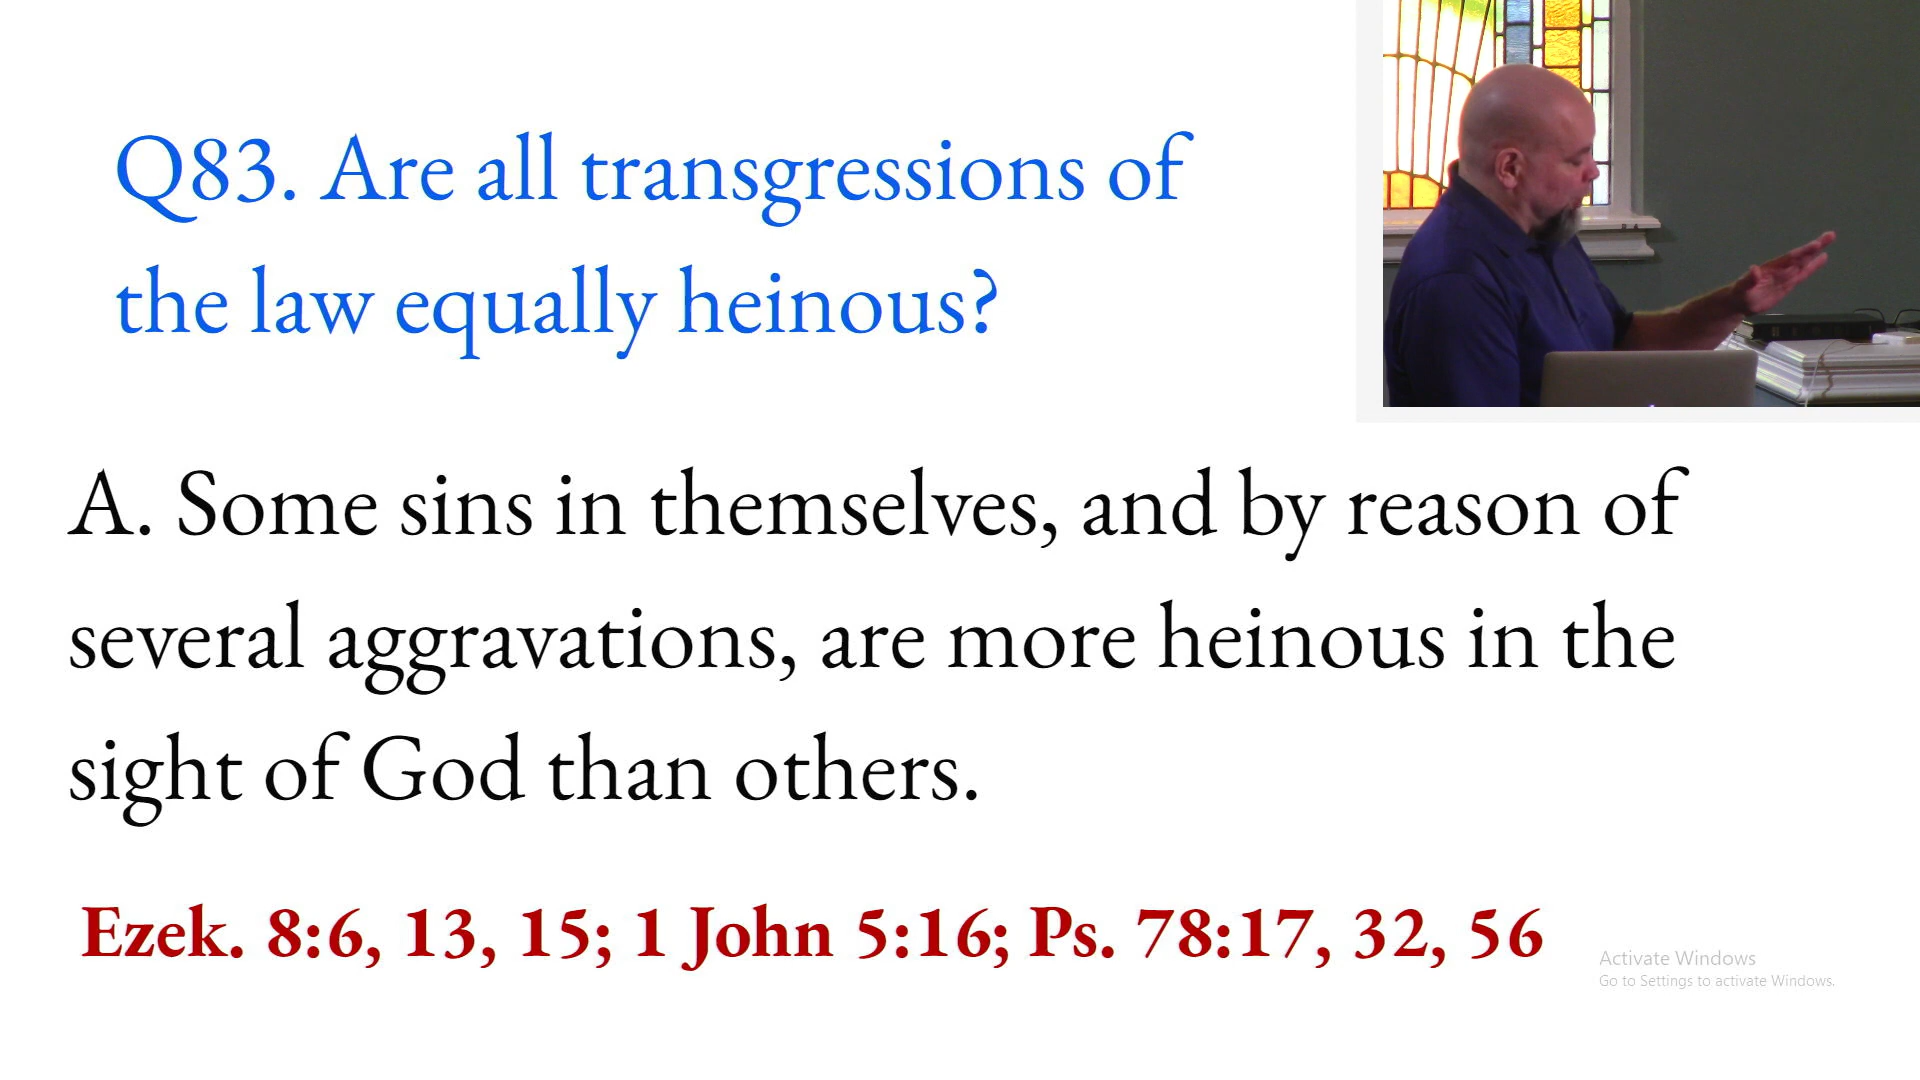 Q83. Are all transgressions of
the law equally heinous?
A. Some sins in themselves, and by reason of
several aggravations, are more heinous in the
sight of God than others.
Ezek. 8:6, 13, 15; 1 John 5:16; Ps. 78:17, 32, 56
Activate Windows
Go to Settings to activate Windows.